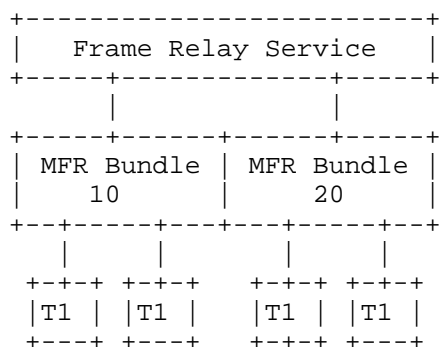 Frame Relay Service
MFR Bundle MFR Bundle
10 20
T1 T1 T1 T1